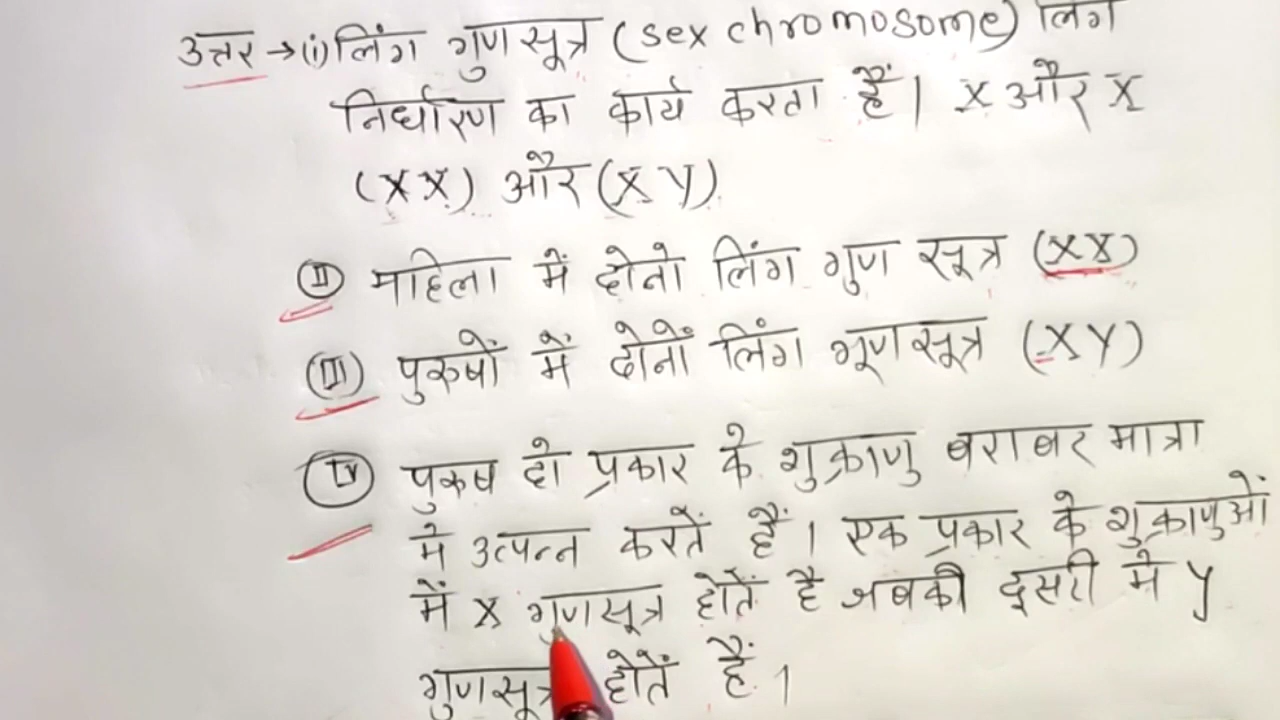 उत्तर →(i) लिंग गुणसूत्र (sex chromosome) लिंग
निर्धारण का कार्य करता हैं। X और X
(XX) और (XY)
(II) महिला में दोनो लिंग गुण सूत्र (XX)
(III) पुरुषों में दोनों लिंग गूणसूत्र (XY)
(IV) पुरुष दो प्रकार के शुक्राणु बराबर मात्रा
मे उत्पन्न करतें हैं। एक प्रकार के शुक्राणुओं
में X गुणसूत्र होतें है जबकी दूसरी में Y
गुणसूत्र होतें हैं।